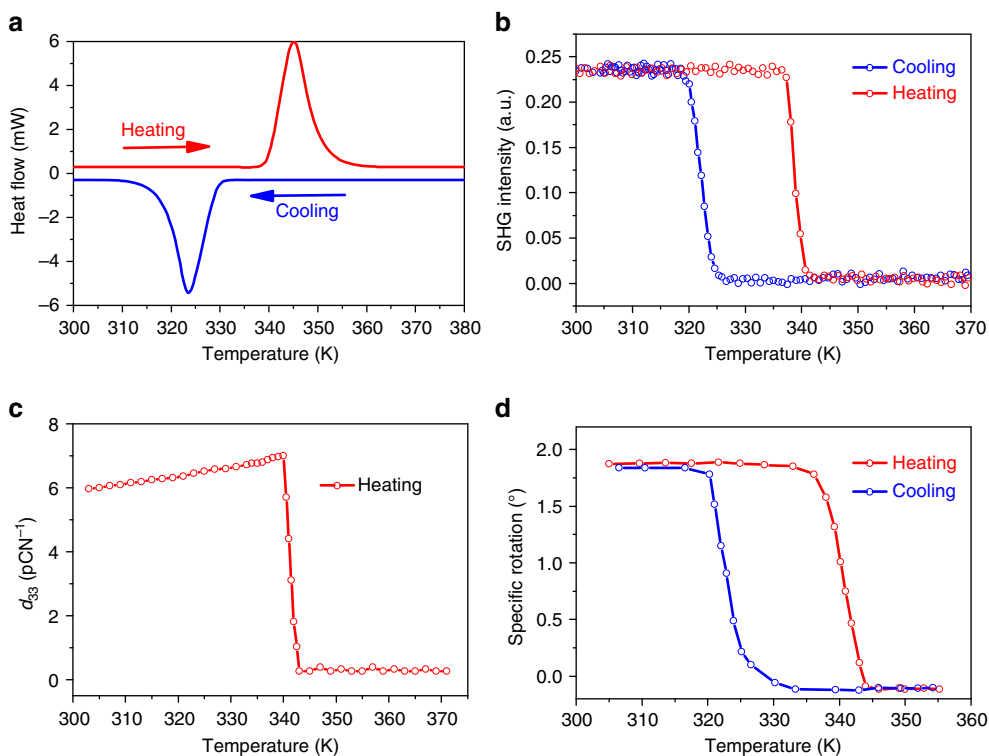 a
6
4
2
0
–2
–4
–6
Heat flow (mW)
Heating
Cooling
300 310 320 330 340 350 360 370 380
Temperature (K)
b
0.25
0.20
0.15
0.10
0.05
0.00
SHG intensity (a.u.)
Cooling
Heating
300 310 320 330 340 350 360 370
Temperature (K)
c
8
6
4
2
0
d33 (pCN−1)
Heating
300 310 320 330 340 350 360 370
Temperature (K)
d
2.0
1.5
1.0
0.5
0.0
Specific rotation (°)
Heating
Cooling
300 310 320 330 340 350 360
Temperature (K)